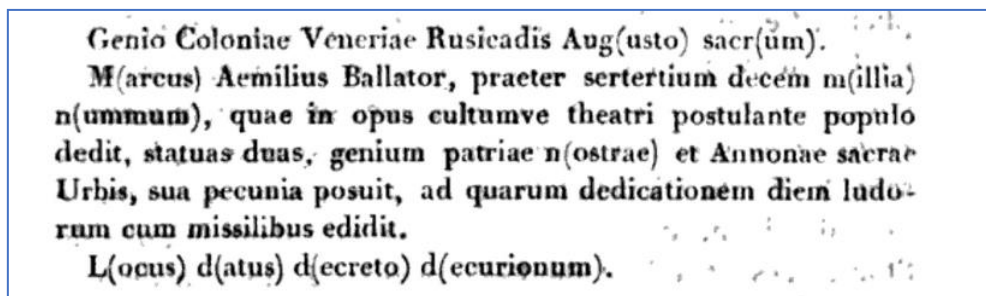 Genio Coloniae Veneriae Rusicadis Aug(usto) sacr(um).
M(arcus) Aemilius Ballator, praeter sertertium decem m(illia)
n(ummum), quae in opus cultumve theatri postulante populo
dedit, statuas duas, genium patriae n(ostrae) et Annonae sacrae
Urbis, sua pecunia posuit, ad quarum dedicationem diem ludo-
rum cum missilibus edidit.
L(ocus) d(atus) d(ecreto) d(ecurionum).